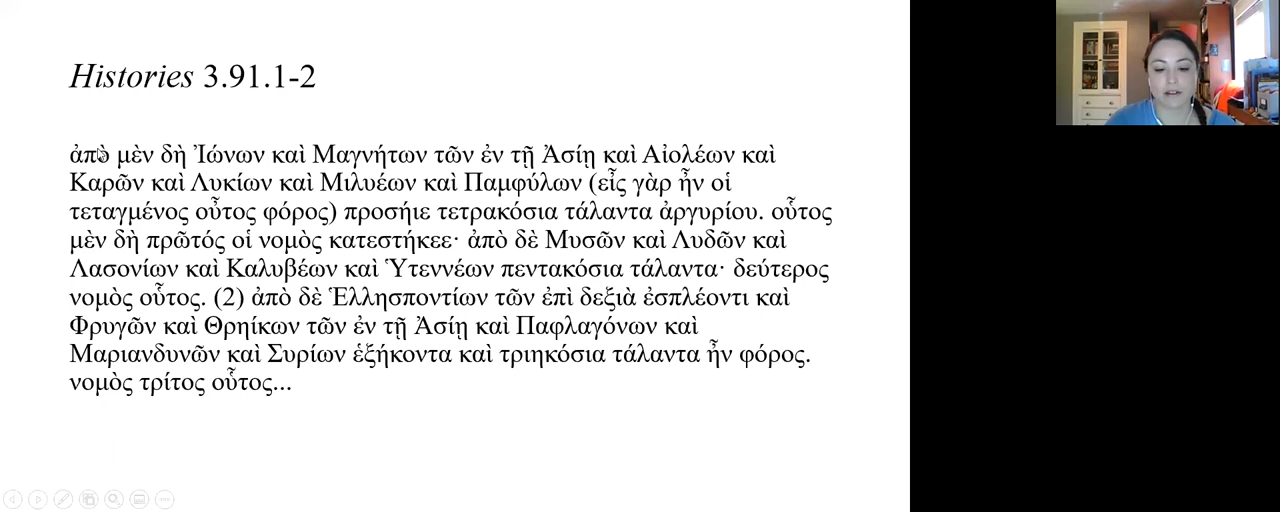 Histories 3.91.1-2
ἀπὸ μὲν δὴ Ἰώνων καὶ Μαγνήτων τῶν ἐν τῇ Ἀσίῃ καὶ Αἰολέων καὶ
Καρῶν καὶ Λυκίων καὶ Μιλυέων καὶ Παμφύλων (εἷς γὰρ ἦν οἱ
τεταγμένος οὗτος φόρος) προσήιε τετρακόσια τάλαντα ἀργυρίου. οὗτος
μὲν δὴ πρῶτός οἱ νομὸς κατεστήκεε· ἀπὸ δὲ Μυσῶν καὶ Λυδῶν καὶ
Λασονίων καὶ Καλυβέων καὶ Ὑτεννέων πεντακόσια τάλαντα· δεύτερος
νομὸς οὗτος. (2) ἀπὸ δὲ Ἑλλησποντίων τῶν ἐπὶ δεξιὰ ἐσπλέοντι καὶ
Φρυγῶν καὶ Θρηίκων τῶν ἐν τῇ Ἀσίῃ καὶ Παφλαγόνων καὶ
Μαριανδυνῶν καὶ Συρίων ἑξήκοντα καὶ τριηκόσια τάλαντα ἦν φόρος.
νομὸς τρίτος οὗτος...